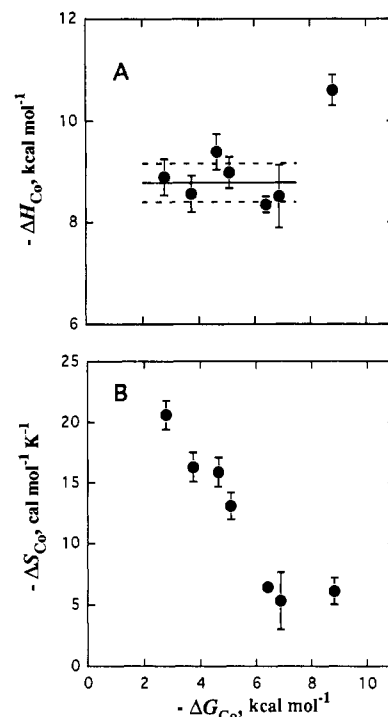 12
A
10
8
6
- ΔH_Co, kcal mol⁻¹
25
B
20
15
10
5
0
- ΔS_Co, cal mol⁻¹ K⁻¹
0 2 4 6 8 10
- ΔG_Co, kcal mol⁻¹